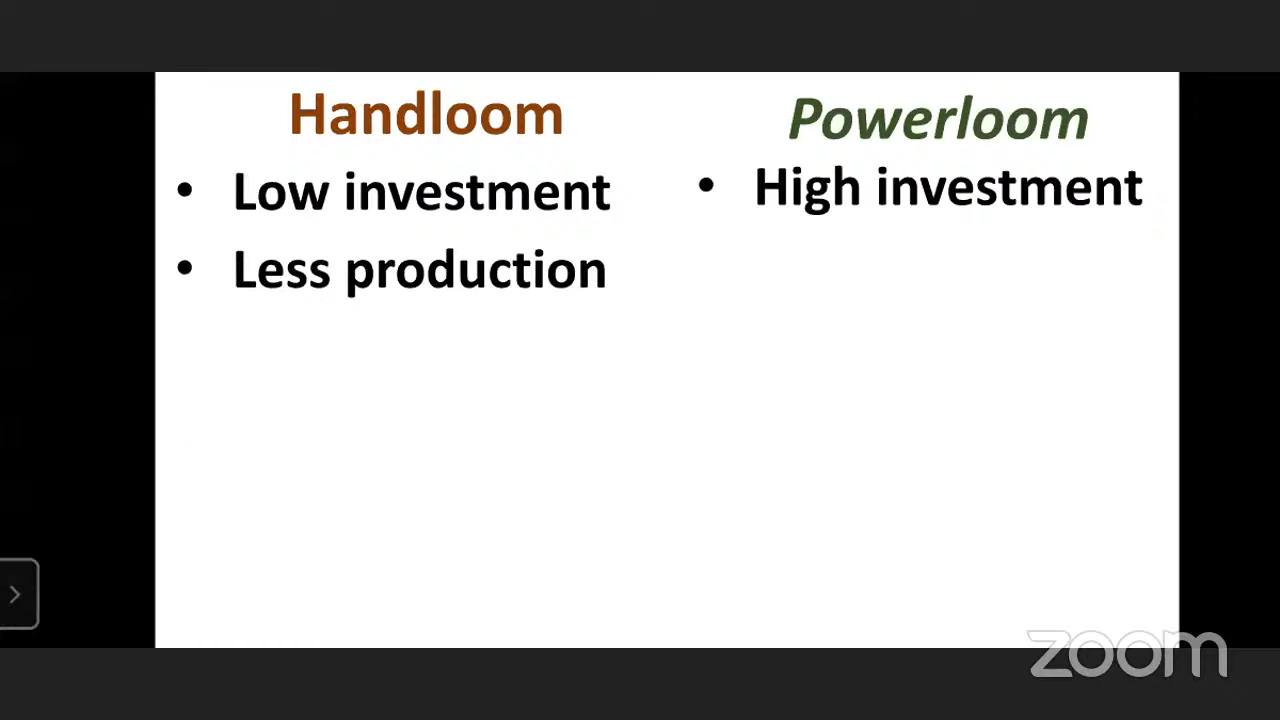 Handloom
• Low investment
• Less production
Powerloom
• High investment
zoom